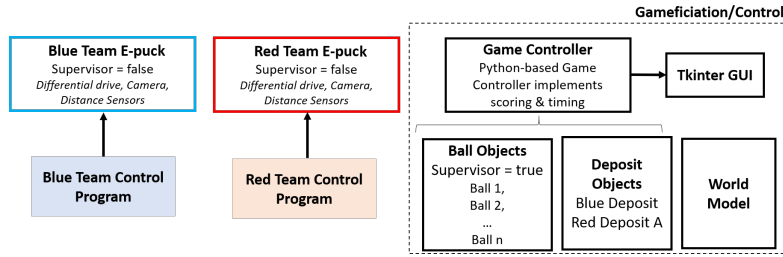 Gameficiation/Control
Blue Team E-puck
Supervisor = false
Differential drive, Camera,
Distance Sensors
Red Team E-puck
Supervisor = false
Differential drive, Camera,
Distance Sensors
Game Controller
Python-based Game
Controller implements
scoring & timing
Tkinter GUI
Blue Team Control
Program
Red Team Control
Program
Ball Objects
Supervisor = true
Ball 1,
Ball 2,
...
Ball n
Deposit
Objects
Blue Deposit
Red Deposit A
World
Model